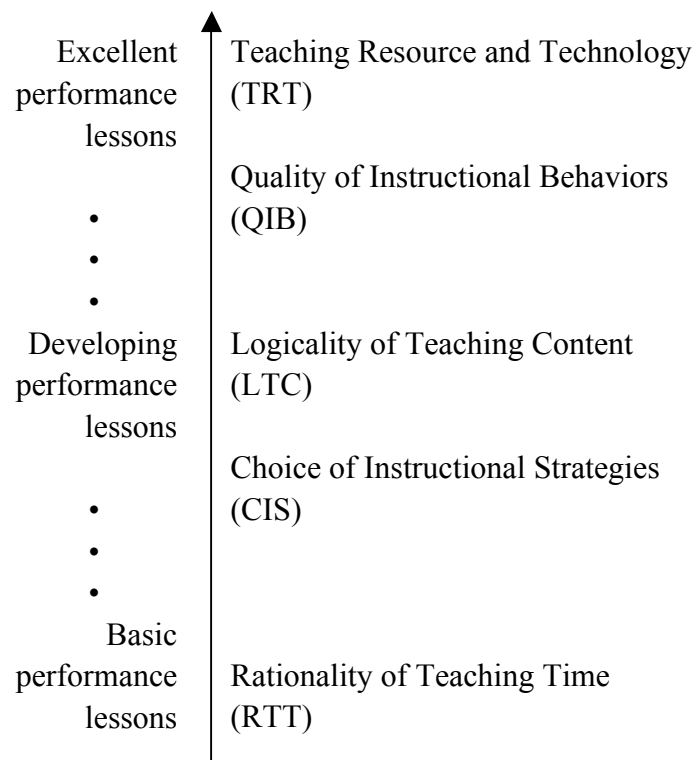 Excellent
performance
lessons
•
•
•
Developing
performance
lessons
•
•
•
Basic
performance
lessons
Teaching Resource and Technology
(TRT)
Quality of Instructional Behaviors
(QIB)
Logicality of Teaching Content
(LTC)
Choice of Instructional Strategies
(CIS)
Rationality of Teaching Time
(RTT)